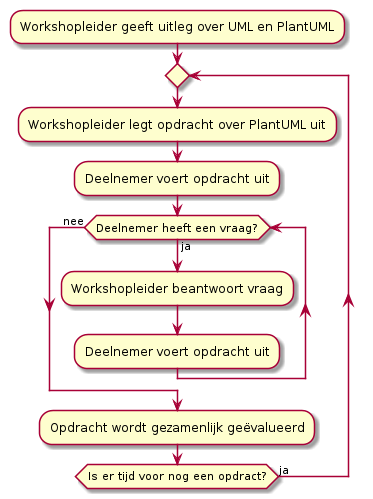 Workshopleider geeft uitleg over UML en PlantUML
Workshopleider legt opdracht over PlantUML uit
Deelnemer voert opdracht uit
nee
Deelnemer heeft een vraag?
ja
Workshopleider beantwoort vraag
Deelnemer voert opdracht uit
Opdracht wordt gezamenlijk geëvalueerd
Is er tijd voor nog een opdract?
ja